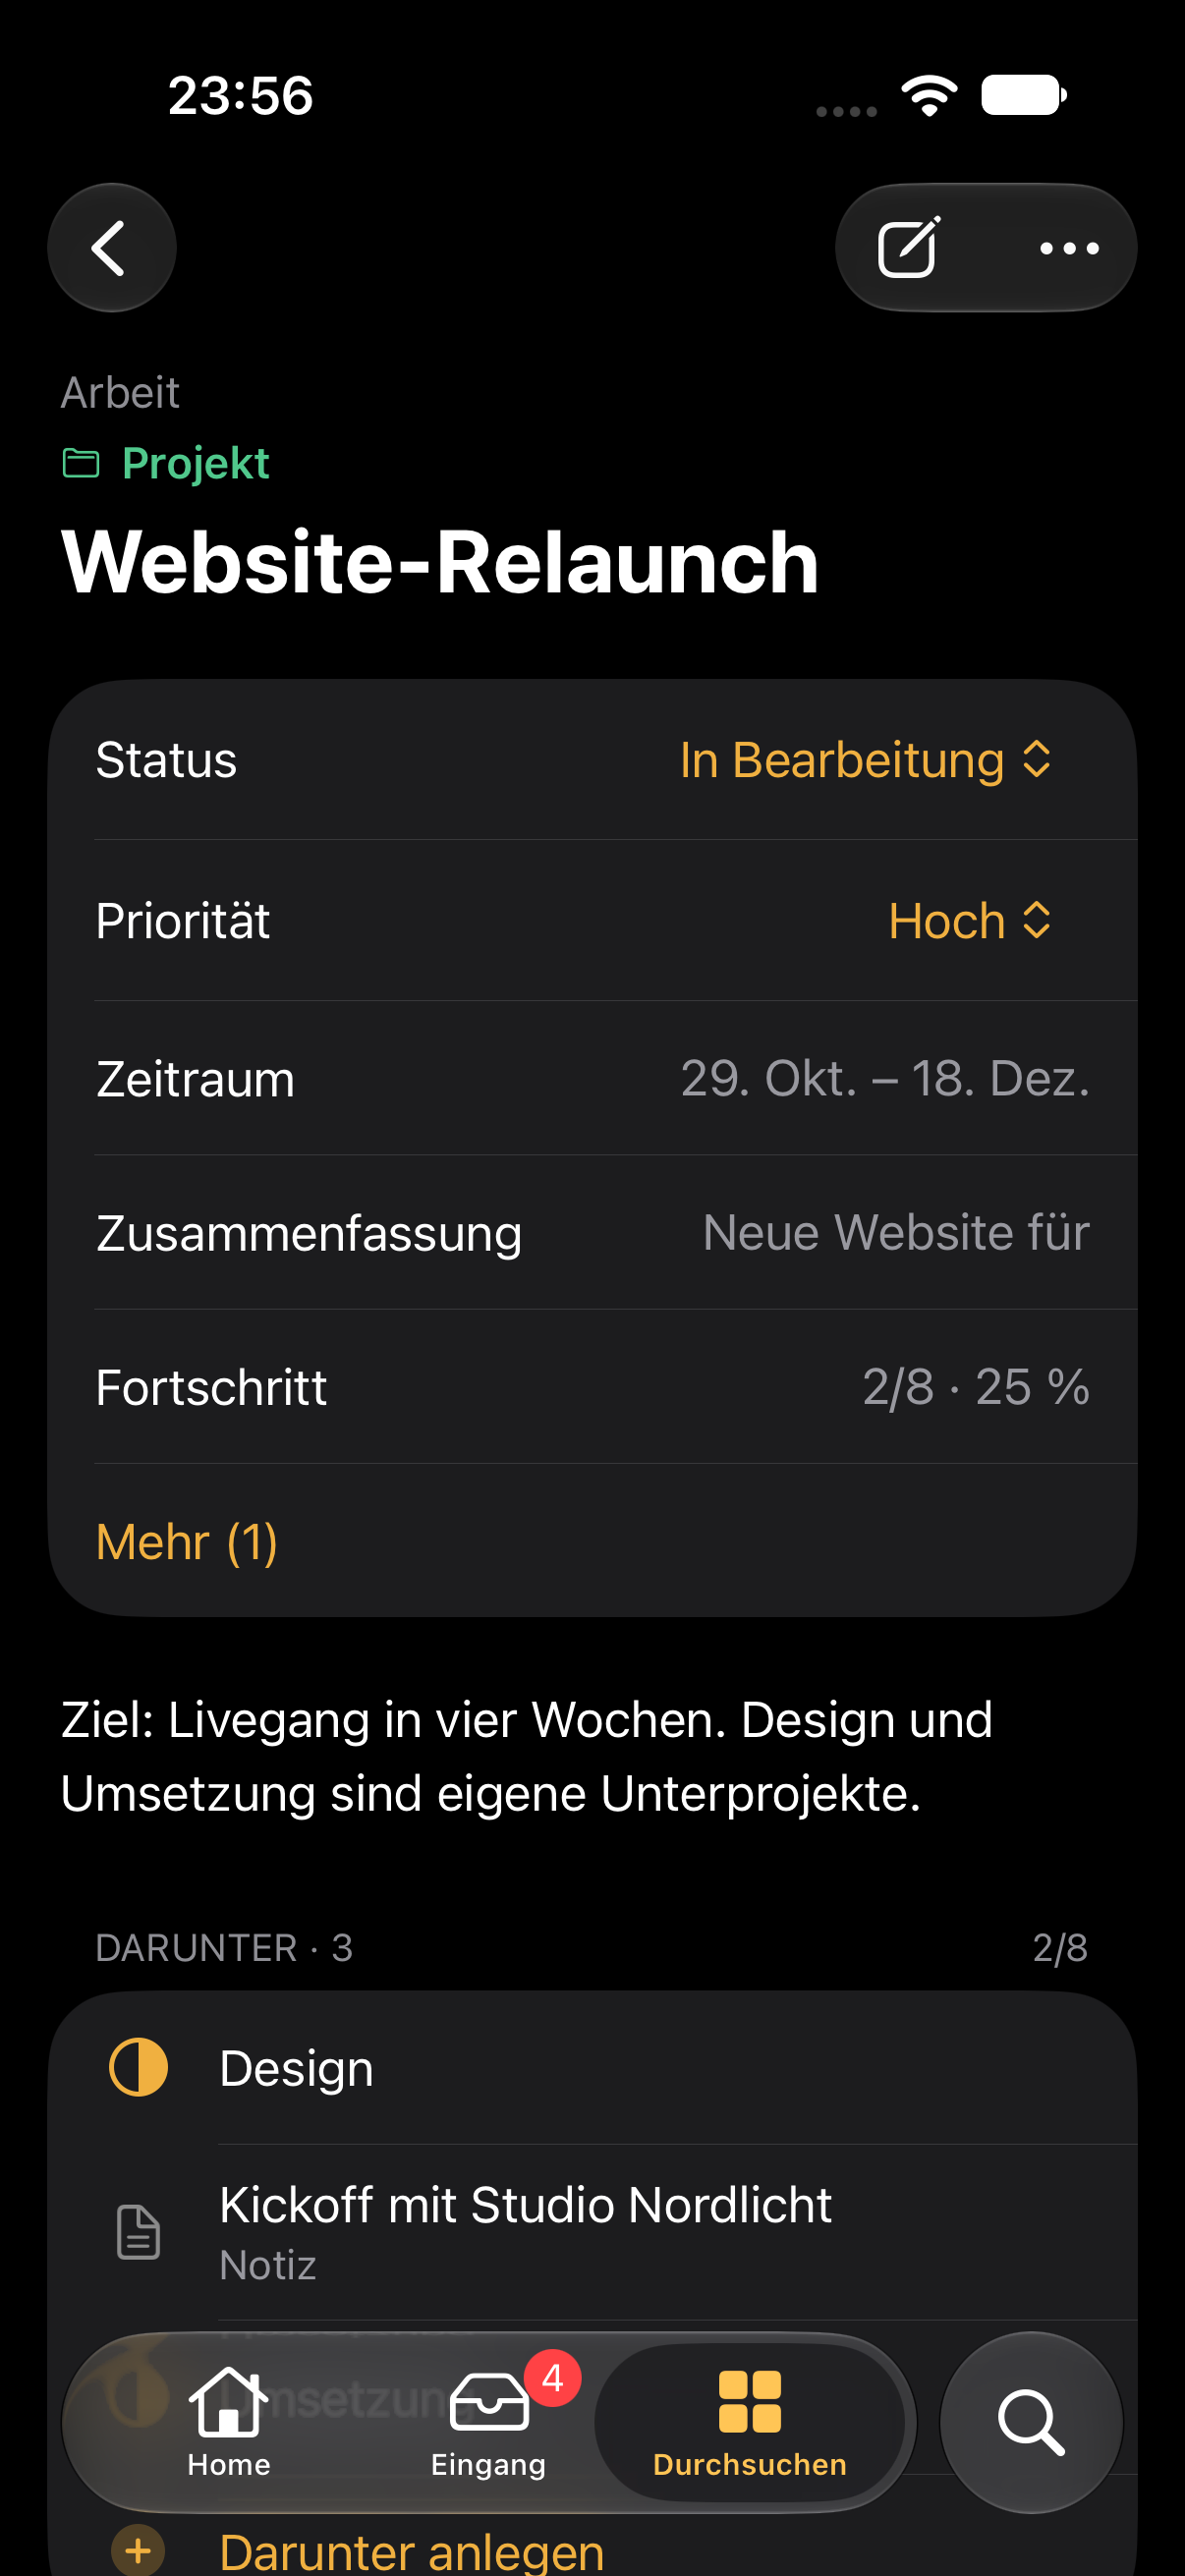 23:56
Arbeit
Projekt
Website-Relaunch
Status In Bearbeitung
Priorität Hoch
Zeitraum 29. Okt. – 18. Dez.
Zusammenfassung Neue Website für
Fortschritt 2/8 · 25 %
Mehr (1)
Ziel: Livegang in vier Wochen. Design und
Umsetzung sind eigene Unterprojekte.
DARUNTER · 3 2/8
Design
Kickoff mit Studio Nordlicht
Notiz
Umsetzung
4
Home Eingang Durchsuchen
Darunter anlegen